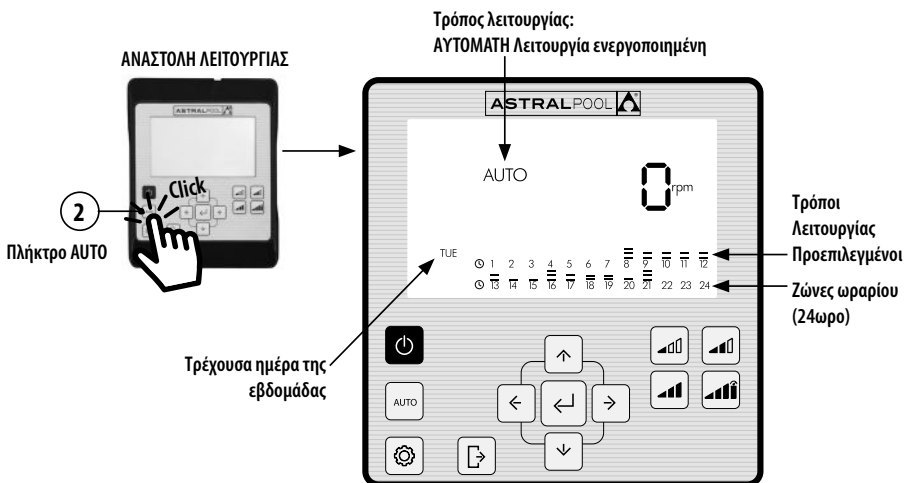 Τρόπος λειτουργίας:
ΑΥΤΟΜΑΤΗ Λειτουργία ενεργοποιημένη
ΑΝΑΣΤΟΛΗ ΛΕΙΤΟΥΡΓΙΑΣ
ASTRALPOOL
ASTRALPOOL
AUTO
0 rpm
Click
2
Πλήκτρο AUTO
TUE
1 2 3 4 5 6 7 8 9 10 11 12
13 14 15 16 17 18 19 20 21 22 23 24
Τρόποι
Λειτουργίας
Προεπιλεγμένοι
Ζώνες ωραρίου
(24ωρο)
Τρέχουσα ημέρα της
εβδομάδας
AUTO